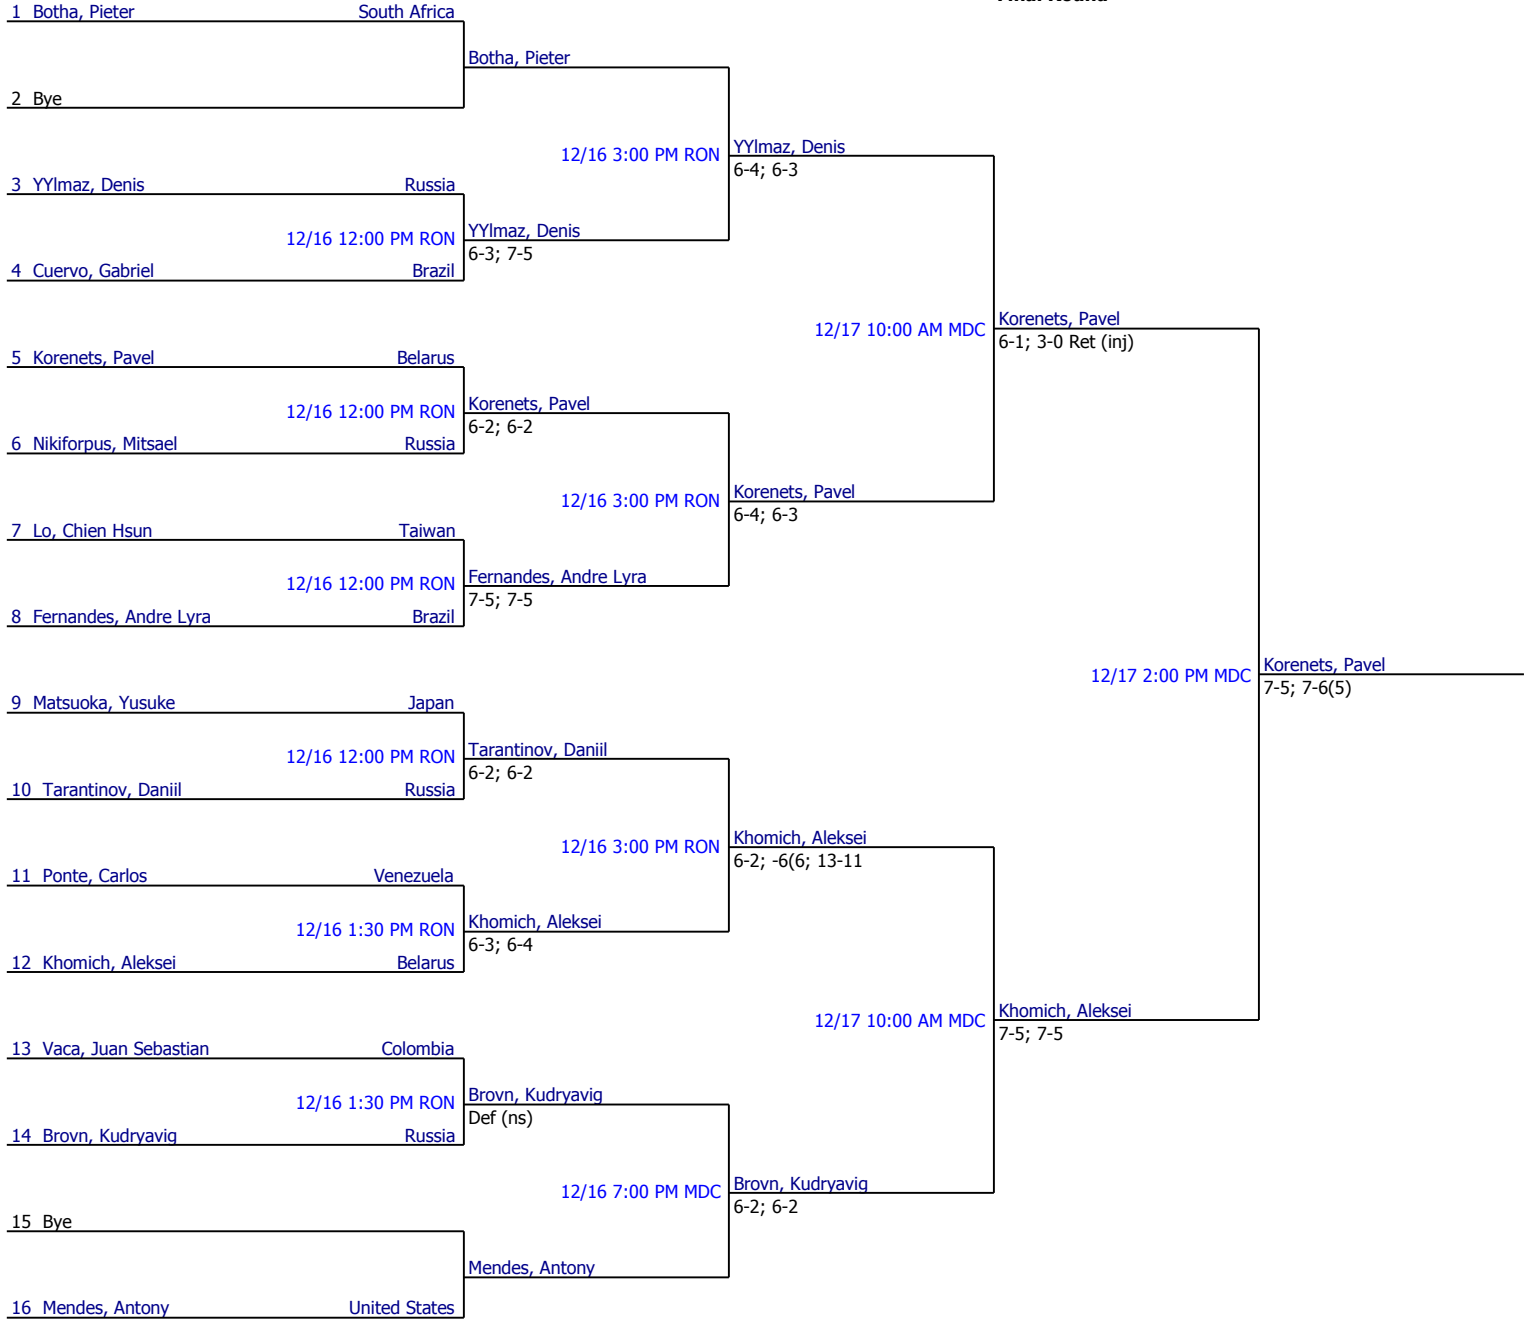 Final Round
1 Botha, Pieter South Africa
Botha, Pieter
2 Bye
12/16 3:00 PM RON YYlmaz, Denis
6-4; 6-3
3 YYlmaz, Denis Russia
12/16 12:00 PM RON YYlmaz, Denis
6-3; 7-5
4 Cuervo, Gabriel Brazil
12/17 10:00 AM MDC Korenets, Pavel
6-1; 3-0 Ret (inj)
5 Korenets, Pavel Belarus
12/16 12:00 PM RON Korenets, Pavel
6-2; 6-2
6 Nikiforpus, Mitsael Russia
12/16 3:00 PM RON Korenets, Pavel
6-4; 6-3
7 Lo, Chien Hsun Taiwan
12/16 12:00 PM RON Fernandes, Andre Lyra
7-5; 7-5
8 Fernandes, Andre Lyra Brazil
12/17 2:00 PM MDC Korenets, Pavel
7-5; 7-6(5)
9 Matsuoka, Yusuke Japan
12/16 12:00 PM RON Tarantinov, Daniil
6-2; 6-2
10 Tarantinov, Daniil Russia
12/16 3:00 PM RON Khomich, Aleksei
6-2; -6(6; 13-11
11 Ponte, Carlos Venezuela
12/16 1:30 PM RON Khomich, Aleksei
6-3; 6-4
12 Khomich, Aleksei Belarus
12/17 10:00 AM MDC Khomich, Aleksei
7-5; 7-5
13 Vaca, Juan Sebastian Colombia
12/16 1:30 PM RON Brovn, Kudryavig
Def (ns)
14 Brovn, Kudryavig Russia
12/16 7:00 PM MDC Brovn, Kudryavig
6-2; 6-2
15 Bye
Mendes, Antony
16 Mendes, Antony United States